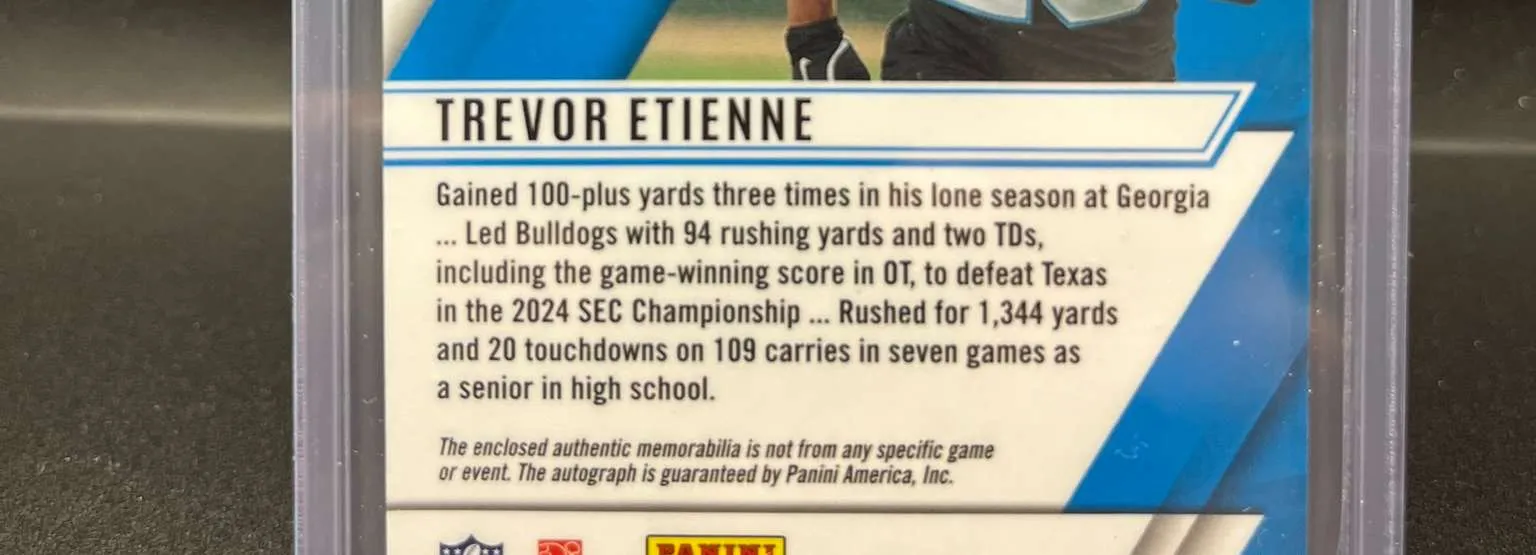 TREVOR ETIENNE
Gained 100-plus yards three times in his lone season at Georgia
... Led Bulldogs with 94 rushing yards and two TDs,
including the game-winning score in OT, to defeat Texas
in the 2024 SEC Championship ... Rushed for 1,344 yards
and 20 touchdowns on 109 carries in seven games as
a senior in high school.
The enclosed authentic memorabilia is not from any specific game
or event. The autograph is guaranteed by Panini America, Inc.
PANINI